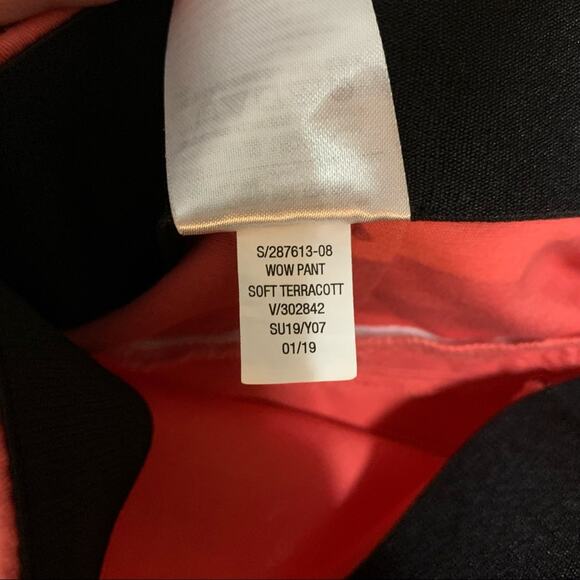 S/287613-08
WOW PANT
SOFT TERRACOTT
V/302842
SU19/Y07
01/19